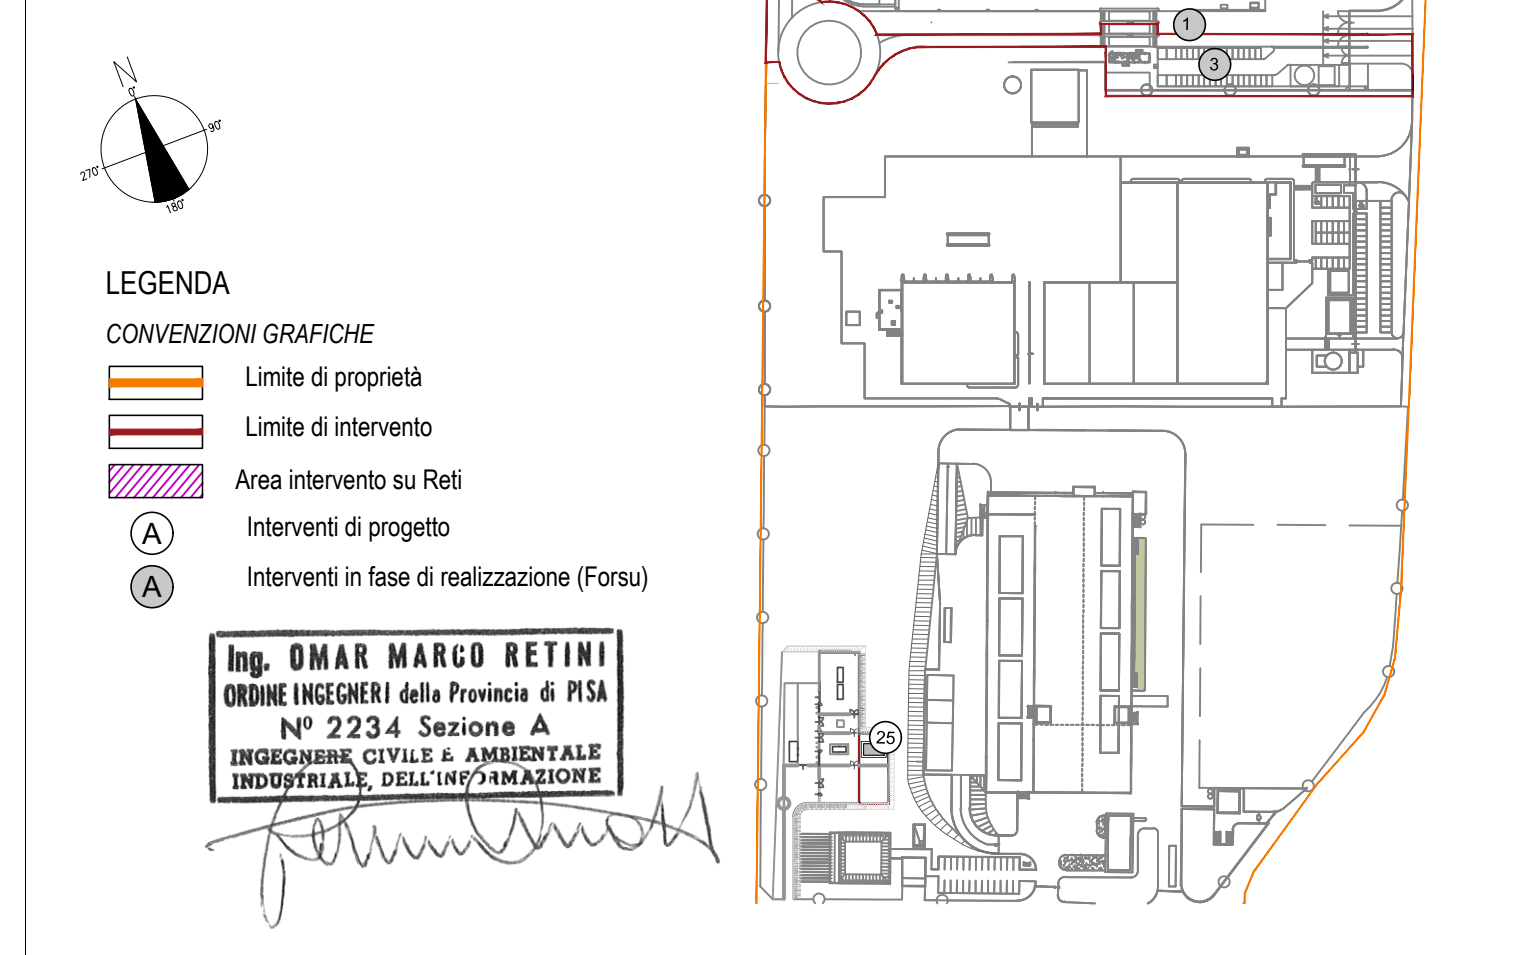 N
0°
90°
270°
180°
LEGENDA
CONVENZIONI GRAFICHE
Limite di proprietà
Limite di intervento
Area intervento su Reti
A Interventi di progetto
A Interventi in fase di realizzazione (Forsu)
Ing. OMAR MARCO RETINI
ORDINE INGEGNERI della Provincia di PISA
Nº 2234 Sezione A
INGEGNERE CIVILE E AMBIENTALE
INDUSTRIALE, DELL'INFORMAZIONE
1
3
25